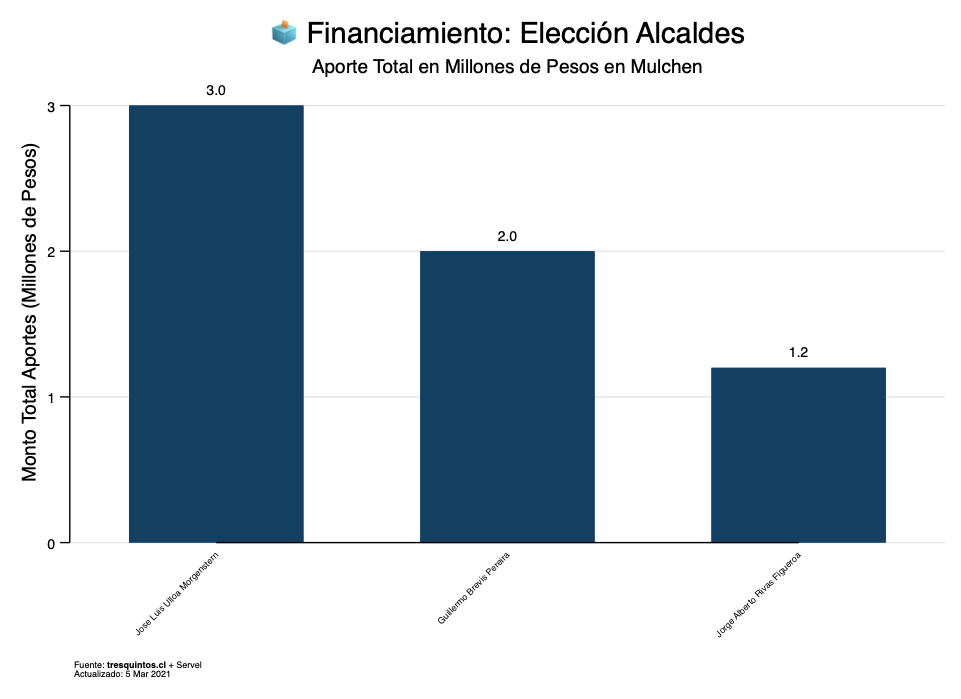 Financiamiento: Elección Alcaldes
Aporte Total en Millones de Pesos en Mulchen
Monto Total Aportes (Millones de Pesos)
3
2
1
0
3.0
2.0
1.2
Jose Luis Ulloa Morgenstern
Guillermo Brevis Pereira
Jorge Alberto Rivas Figueroa
Fuente: tresquintos.cl + Servel
Actualizado: 5 Mar 2021